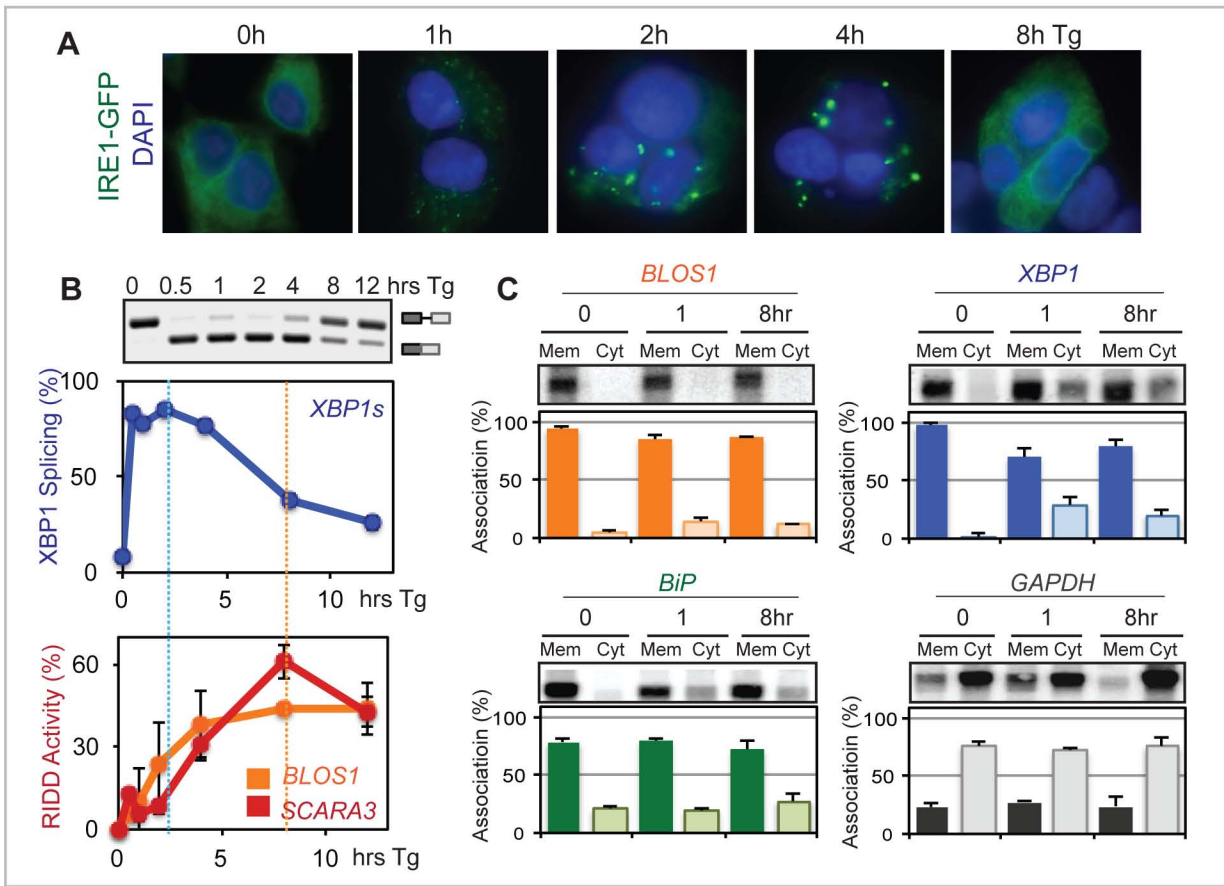 A
0h 1h 2h 4h 8h Tg
IRE1-GFP
DAPI
B
0 0.5 1 2 4 8 12 hrs Tg
XBP1 Splicing (%)
100
50
0
XBP1s
0 5 10 hrs Tg
RIDD Activity (%)
60
30
0
BLOS1
SCARA3
0 5 10 hrs Tg
C
BLOS1
0 1 8hr
Mem Cyt Mem Cyt Mem Cyt
Associatioin (%)
100
50
0
XBP1
0 1 8hr
Mem Cyt Mem Cyt Mem Cyt
Associatioin (%)
100
50
0
BiP
0 1 8hr
Mem Cyt Mem Cyt Mem Cyt
Associatioin (%)
100
50
0
GAPDH
0 1 8hr
Mem Cyt Mem Cyt Mem Cyt
Associatioin (%)
100
50
0